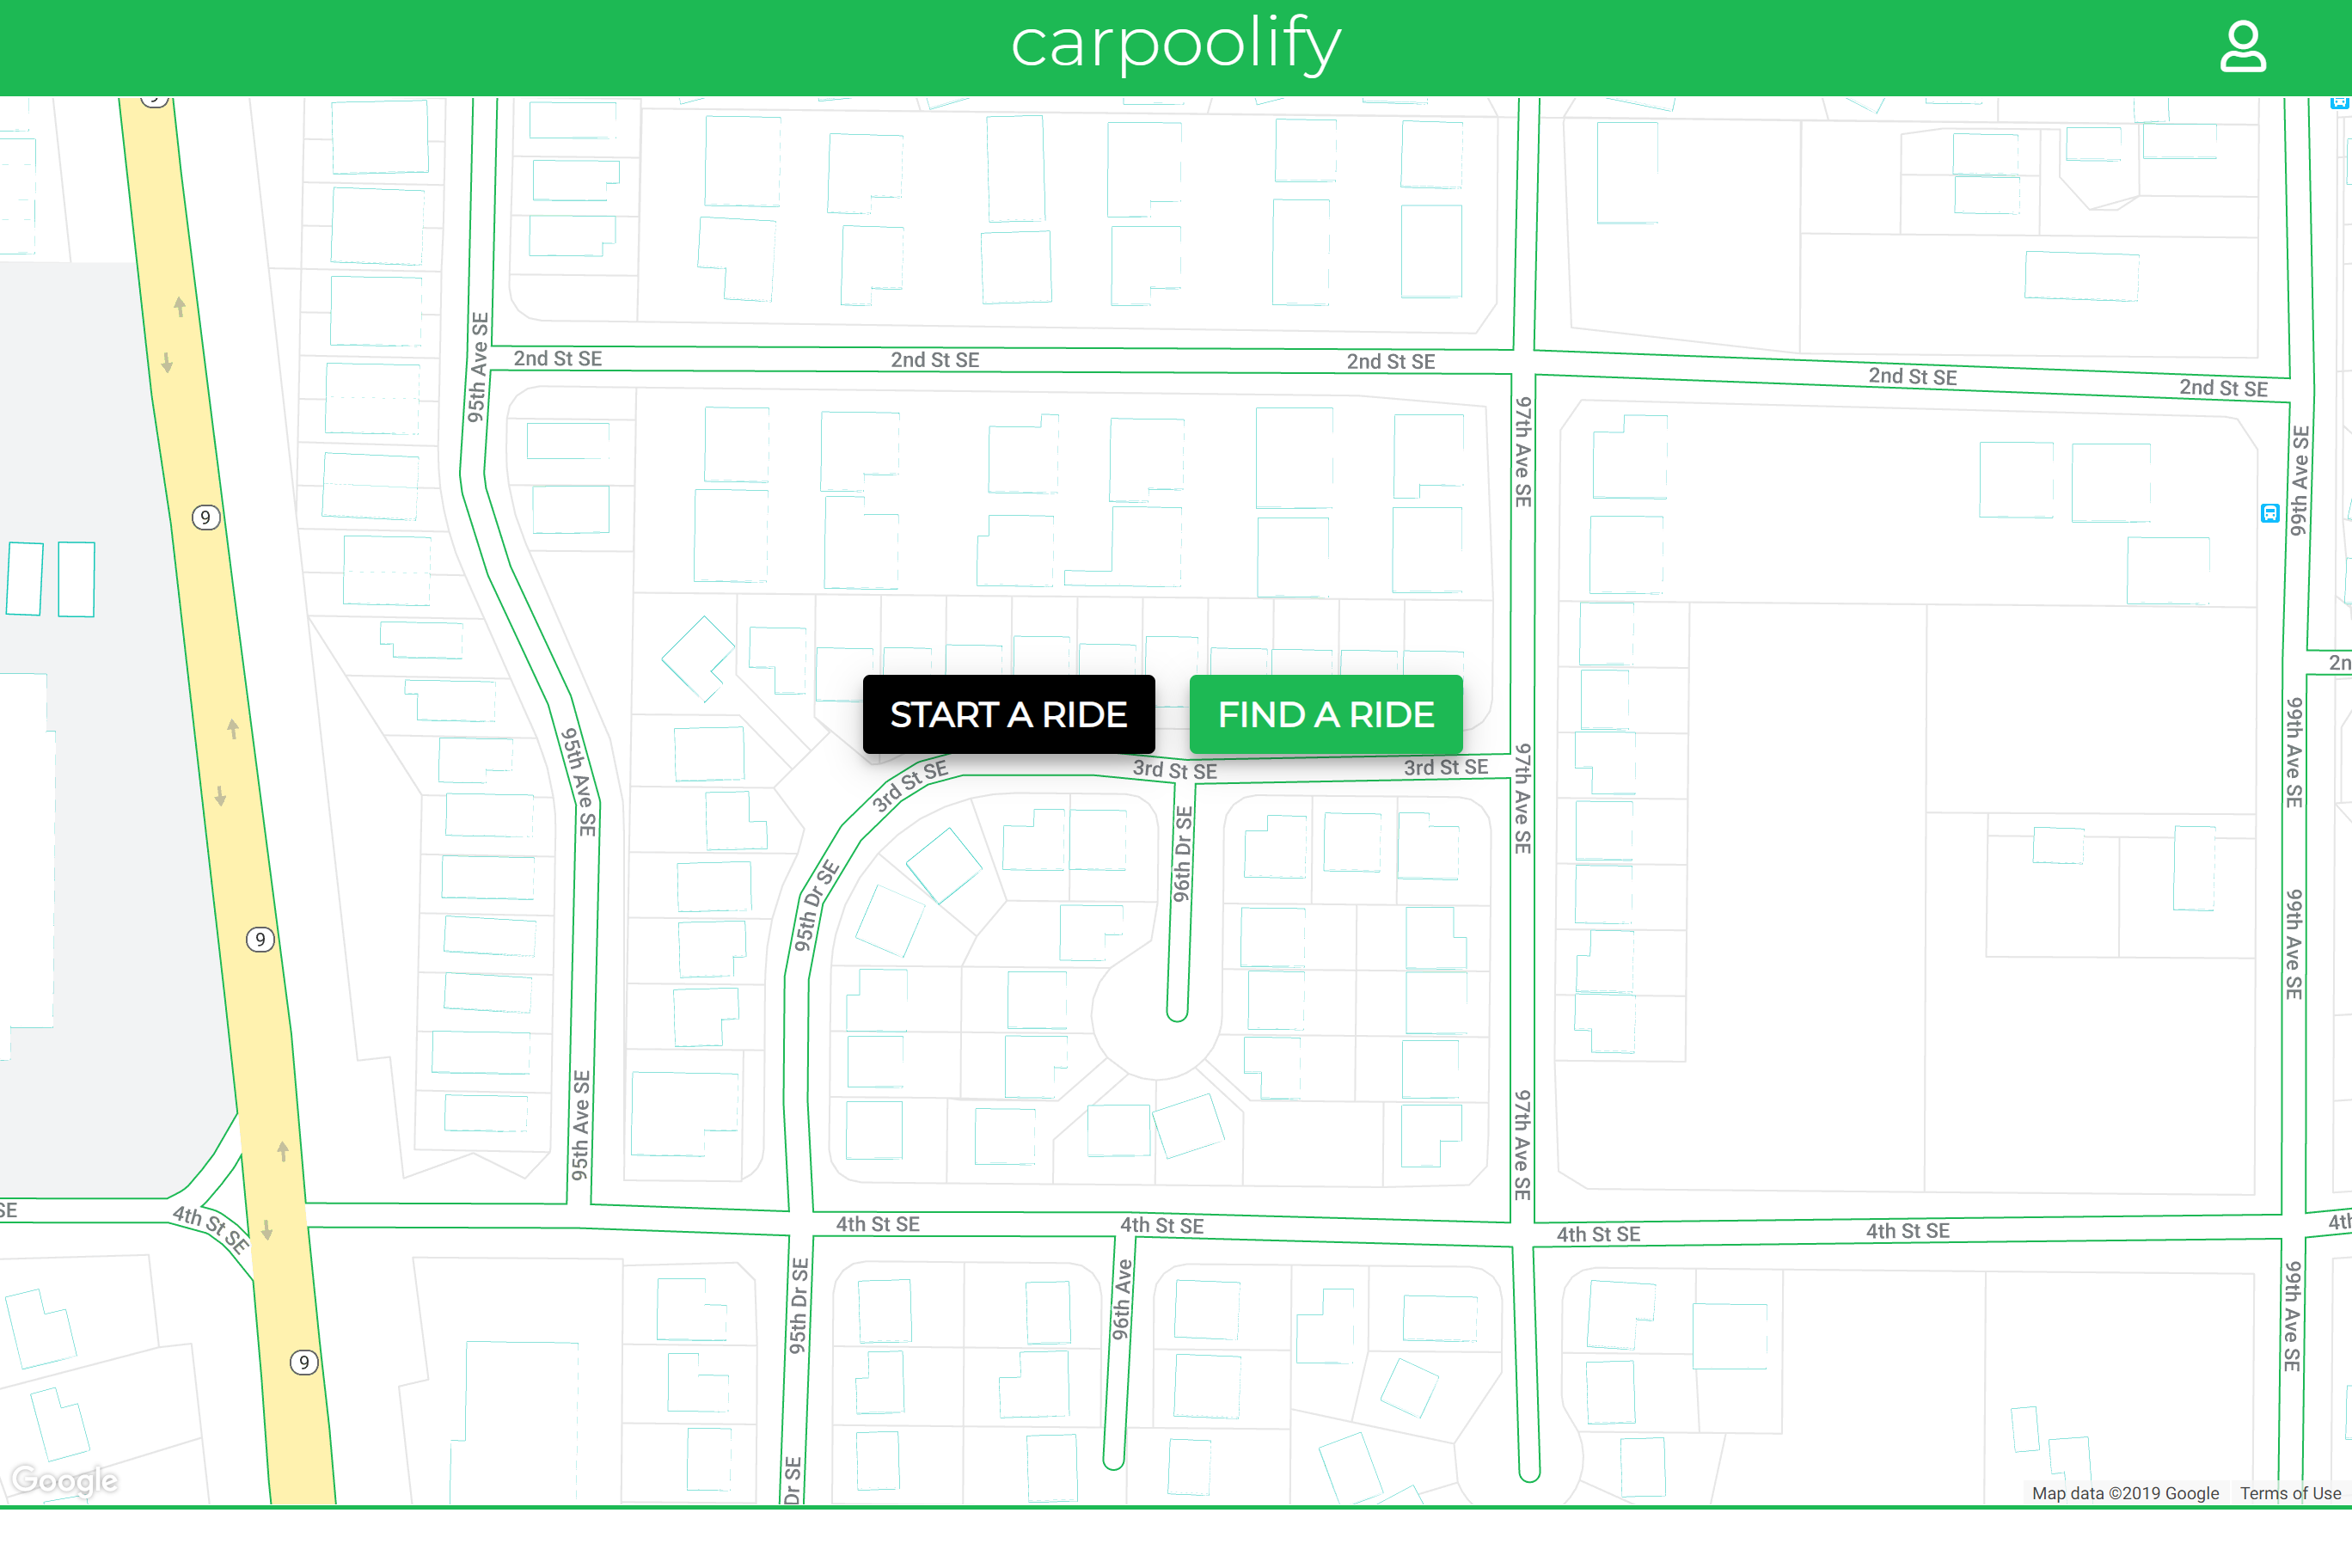 carpoolify
95th Ave SE
2nd St SE
2nd St SE
2nd St SE
2nd St SE
2nd St SE
97th Ave SE
99th Ave SE
9
2n
START A RIDE
FIND A RIDE
95th Ave SE
3rd St SE
3rd St SE
3rd St SE
97th Ave SE
99th Ave SE
96th Dr SE
95th Dr SE
9
99th Ave SE
95th Ave SE
97th Ave SE
SE
4th St SE
4th St SE
4th St SE
4th St SE
4th St SE
4th
95th Dr SE
96th Ave
99th Ave SE
9
Dr SE
Google
Map data ©2019 Google
Terms of Use